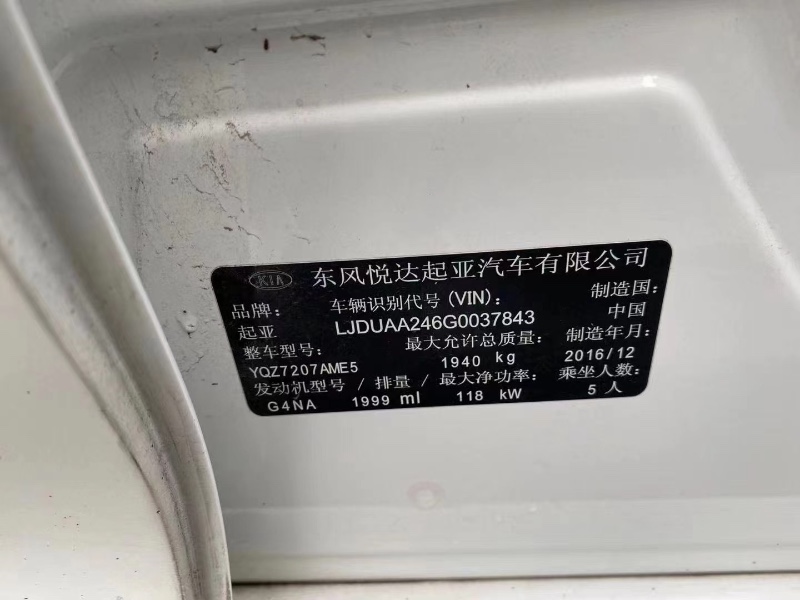 KIA 东风悦达起亚汽车有限公司
品牌: 车辆识别代号(VIN): 制造国:
起亚 LJDUAA246G0037843 中国
整车型号: 最大允许总质量: 制造年月:
YQZ7207AME5 1940 kg 2016/12
发动机型号/排量/最大净功率: 乘坐人数:
G4NA 1999 ml 118 kW 5人